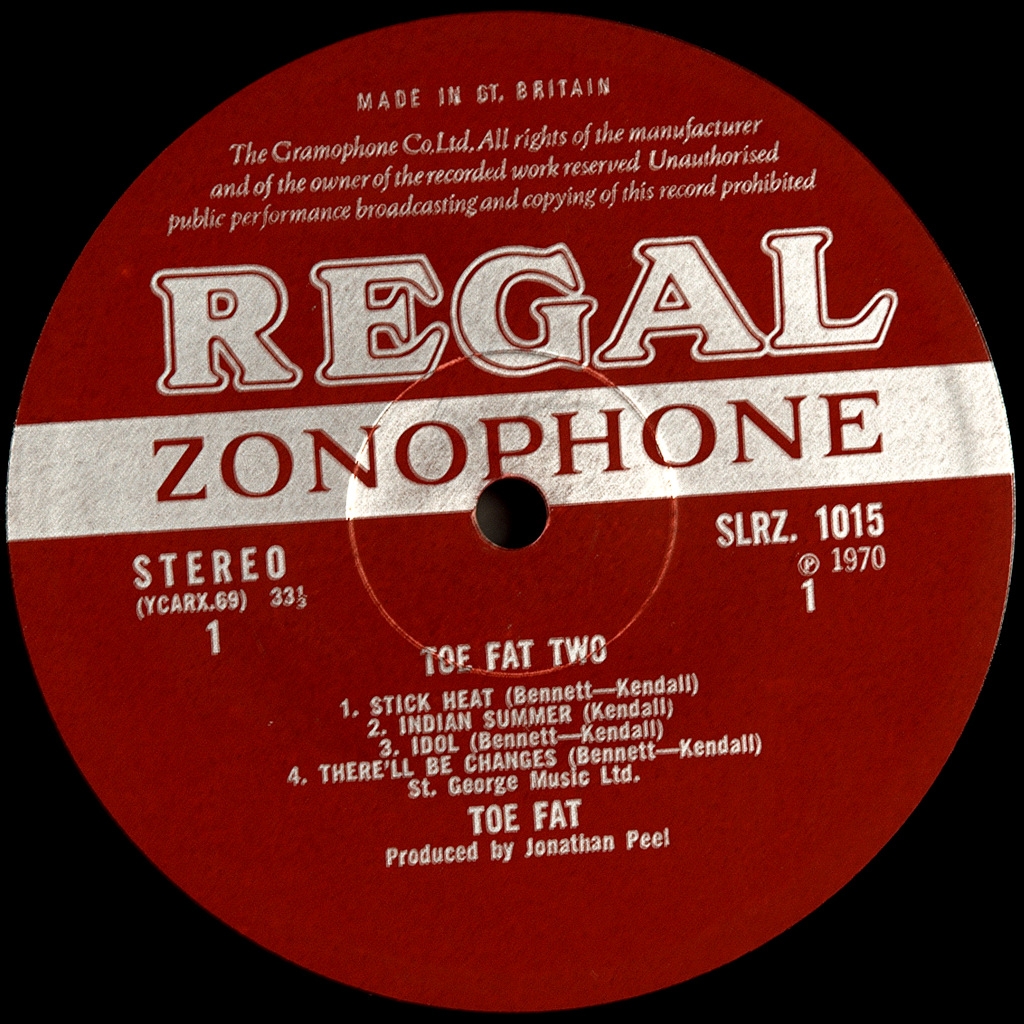 MADE IN GT. BRITAIN
The Gramophone Co.Ltd. All rights of the manufacturer
and of the owner of the recorded work reserved Unauthorised
public performance broadcasting and copying of this record prohibited
REGAL
ZONOPHONE
STEREO
(YCARX.69) 33⅓
1
SLRZ. 1015
℗ 1970
1
TOE FAT TWO
1. STICK HEAT (Bennett—Kendall)
2. INDIAN SUMMER (Kendall)
3. IDOL (Bennett—Kendall)
4. THERE'LL BE CHANGES (Bennett—Kendall)
St. George Music Ltd.
TOE FAT
Produced by Jonathan Peel